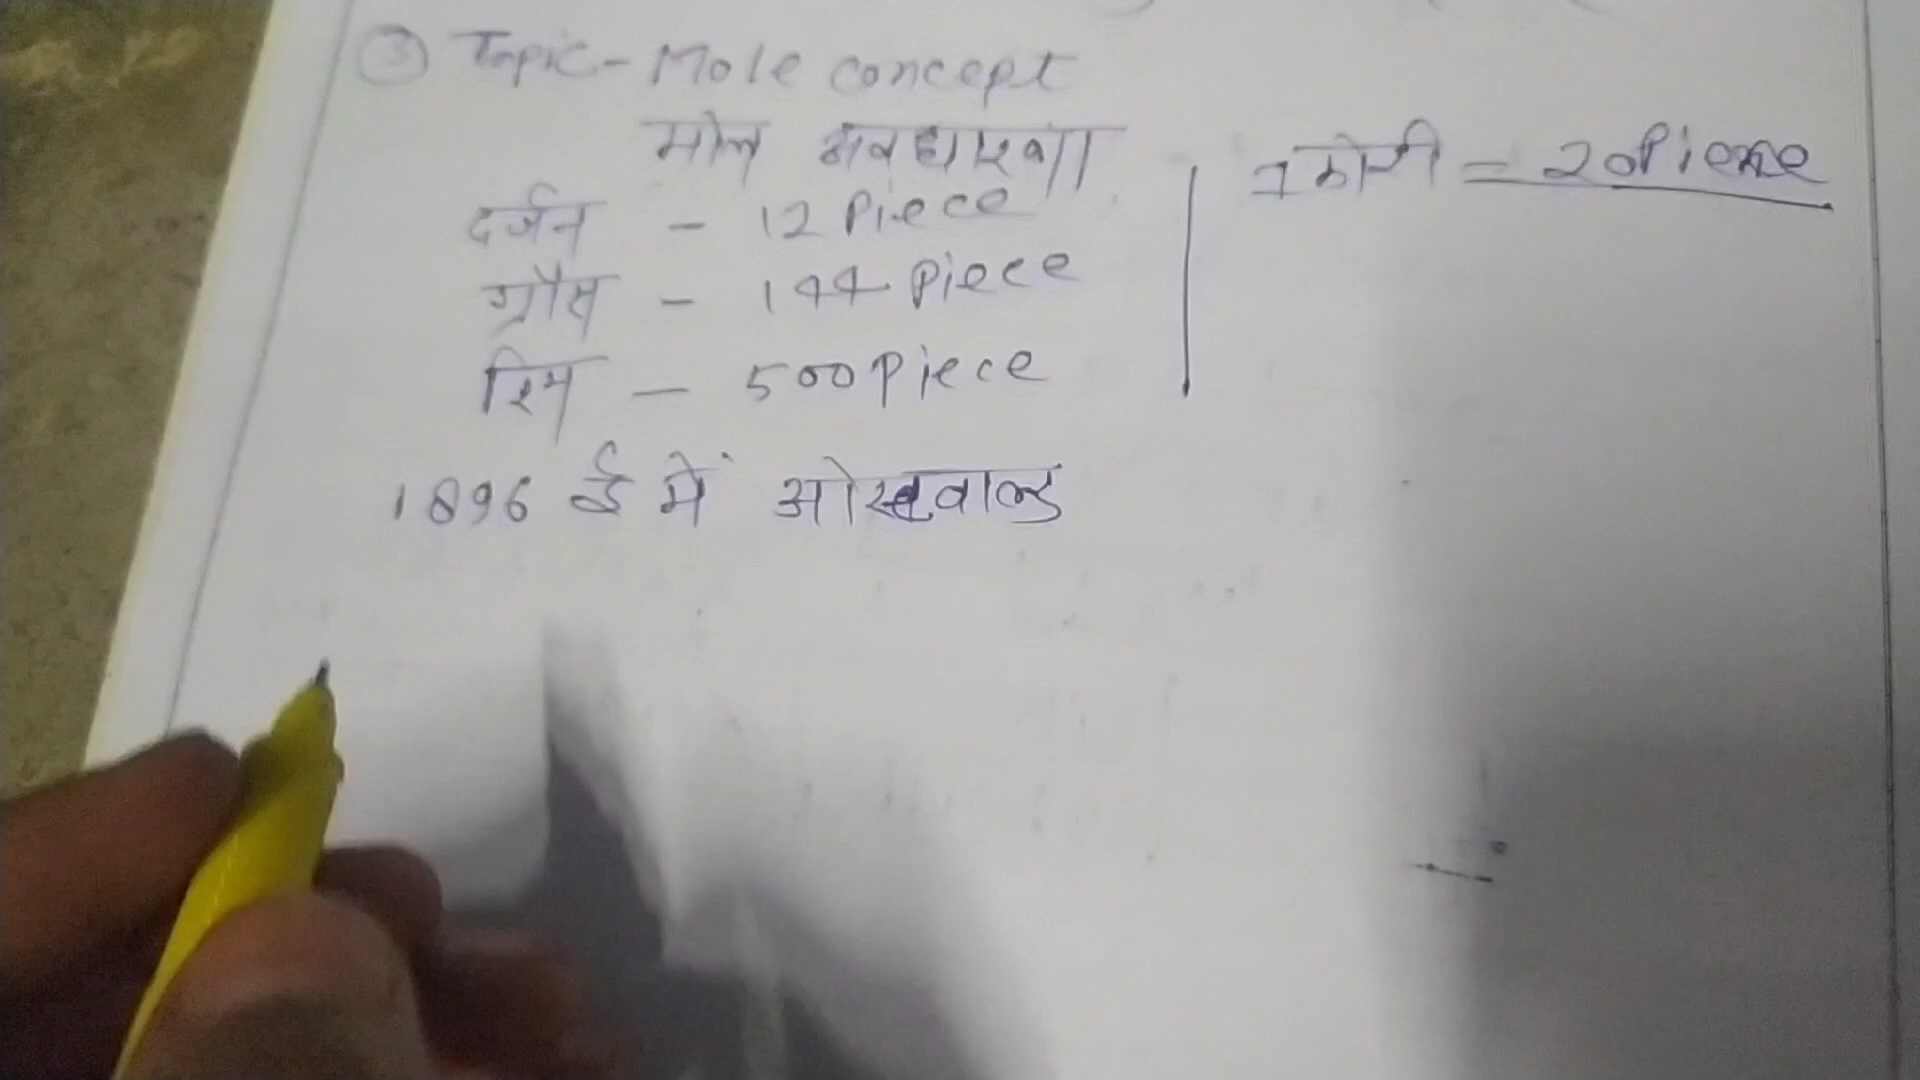 ③ Topic - Mole concept
मोल अवधारणा
दर्जन - 12 Piece
ग्रौस - 144 Piece
रिम - 500 Piece
1 कोरी = 20 Piece
1896 ई में ओस्टवाल्ड